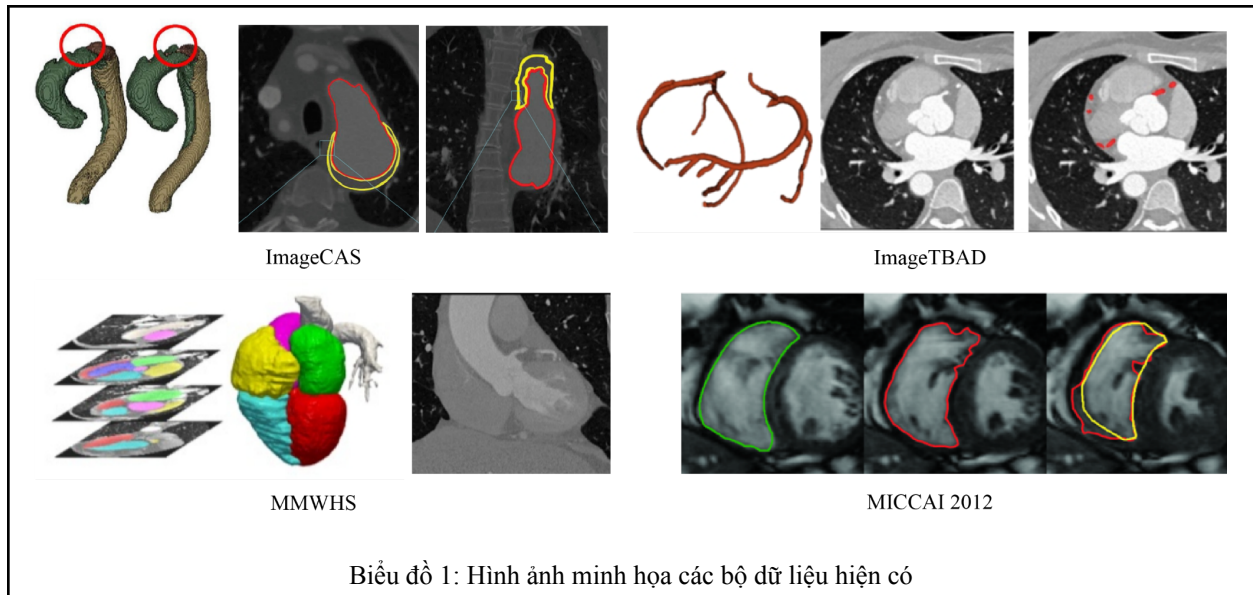 ImageCAS
ImageTBAD
MMWHS
MICCAI 2012
Biểu đồ 1: Hình ảnh minh họa các bộ dữ liệu hiện có